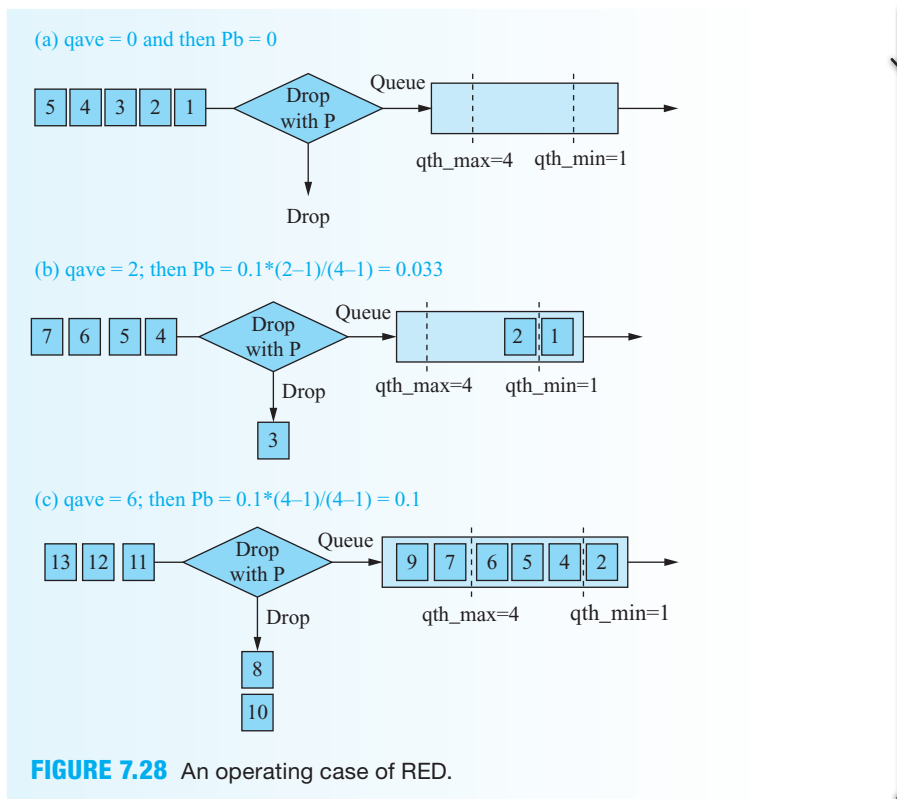 (a) qave = 0 and then Pb = 0
5 4 3 2 1
Drop with P
Queue
qth_max=4 qth_min=1
Drop
(b) qave = 2; then Pb = 0.1*(2–1)/(4–1) = 0.033
7 6 5 4
Drop with P
Queue
2 1
qth_max=4 qth_min=1
Drop
3
(c) qave = 6; then Pb = 0.1*(4–1)/(4–1) = 0.1
13 12 11
Drop with P
Queue
9 7 6 5 4 2
qth_max=4 qth_min=1
Drop
8
10
FIGURE 7.28 An operating case of RED.